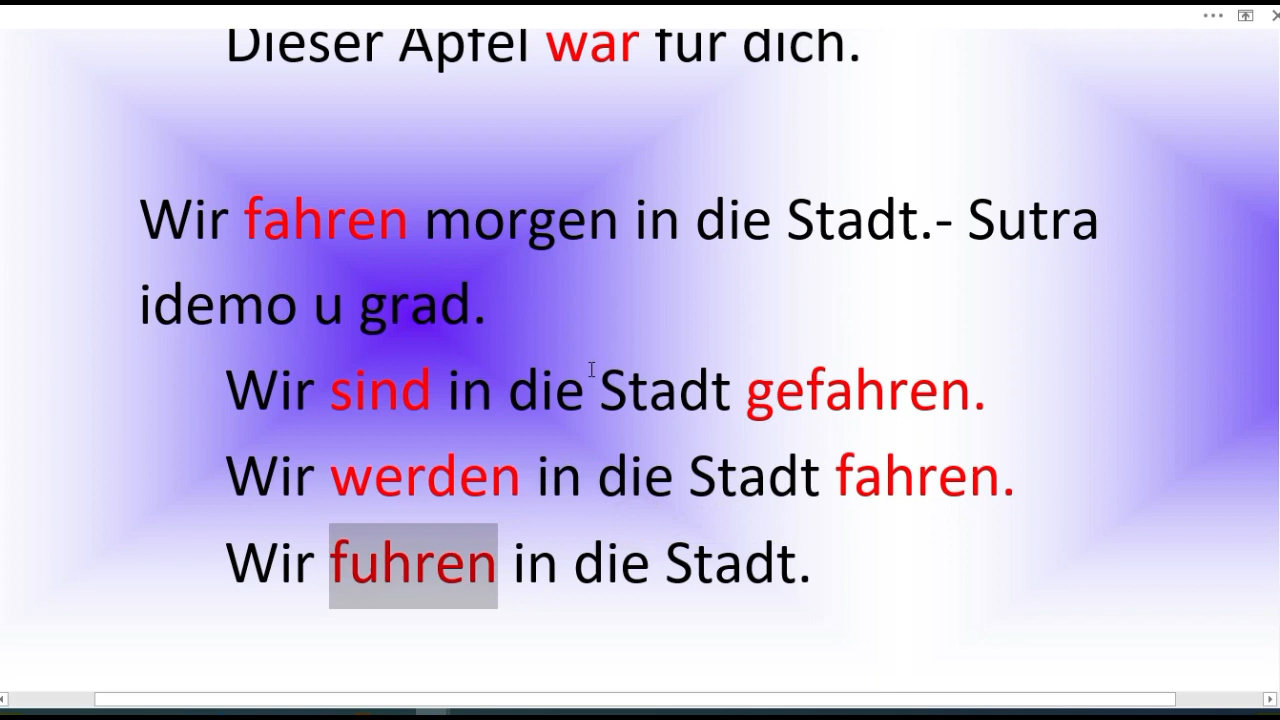 Dieser Apfel war für dich.
Wir fahren morgen in die Stadt.- Sutra
idemo u grad.
Wir sind in die Stadt gefahren.
Wir werden in die Stadt fahren.
Wir fuhren in die Stadt.